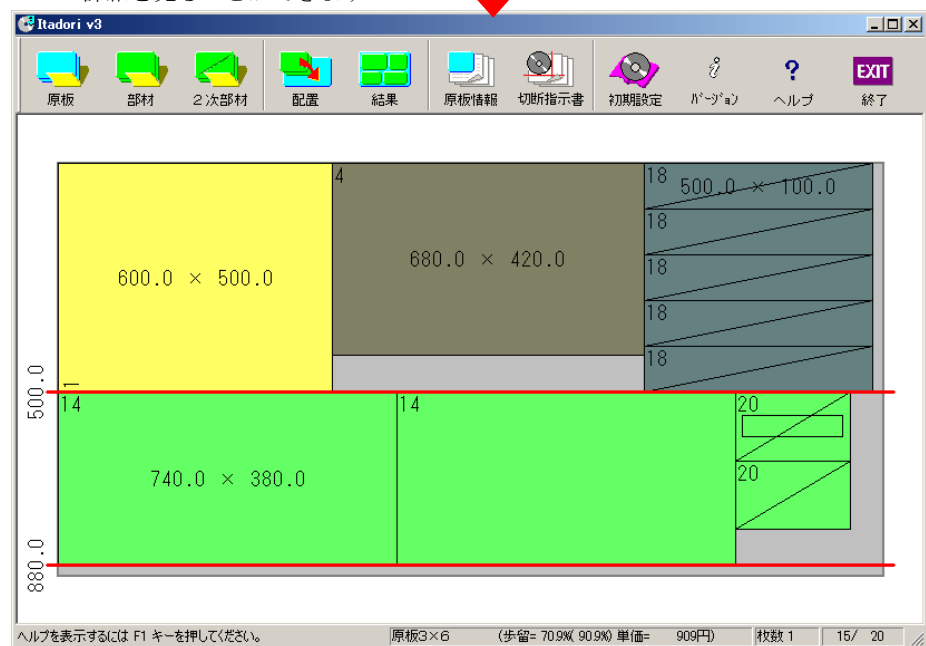 Itadori v3
原板
部材
２次部材
配置
結果
原板情報
切断指示書
初期設定
ﾊﾞｰｼﾞｮﾝ
ヘルプ
EXIT
終了
600.0 × 500.0
1
4
680.0 × 420.0
18
500.0 × 100.0
18
18
18
18
500.0
14
740.0 × 380.0
14
20
20
880.0
ヘルプを表示するには F1 キーを押してください。
原板3×6
(歩留= 70.9%( 90.9%) 単価= 909円)
枚数 1
15/ 20